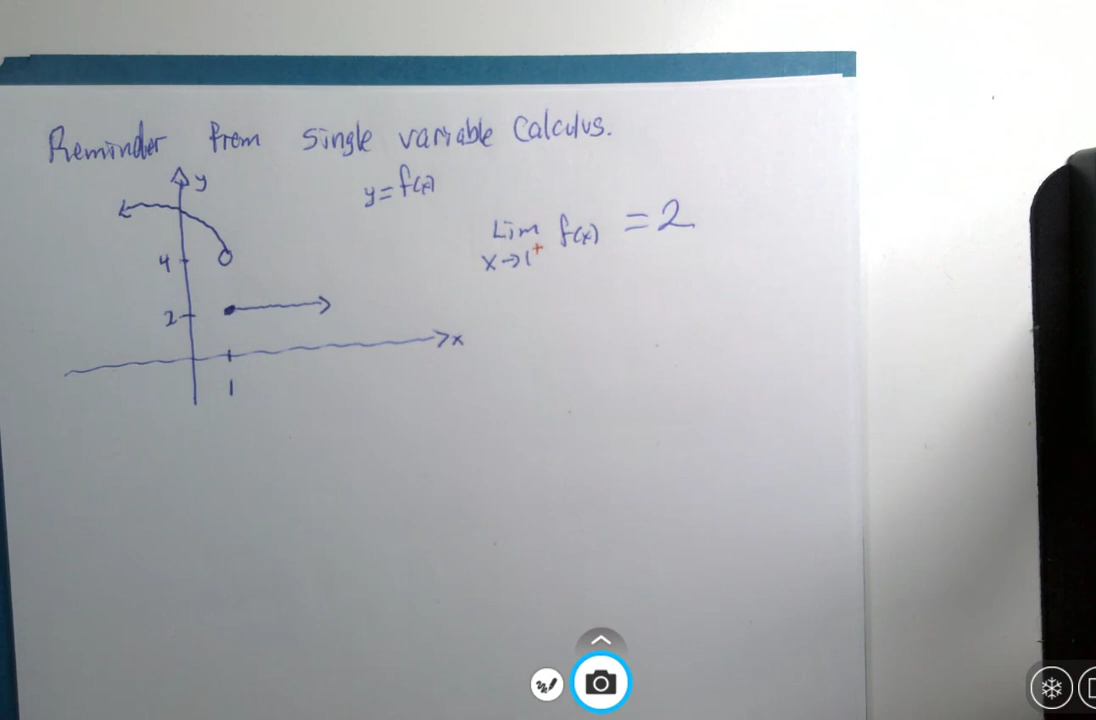 Reminder from single variable Calculus.
y
y = f(x)
Lim f(x) = 2
x→1⁺
4
2
x
1